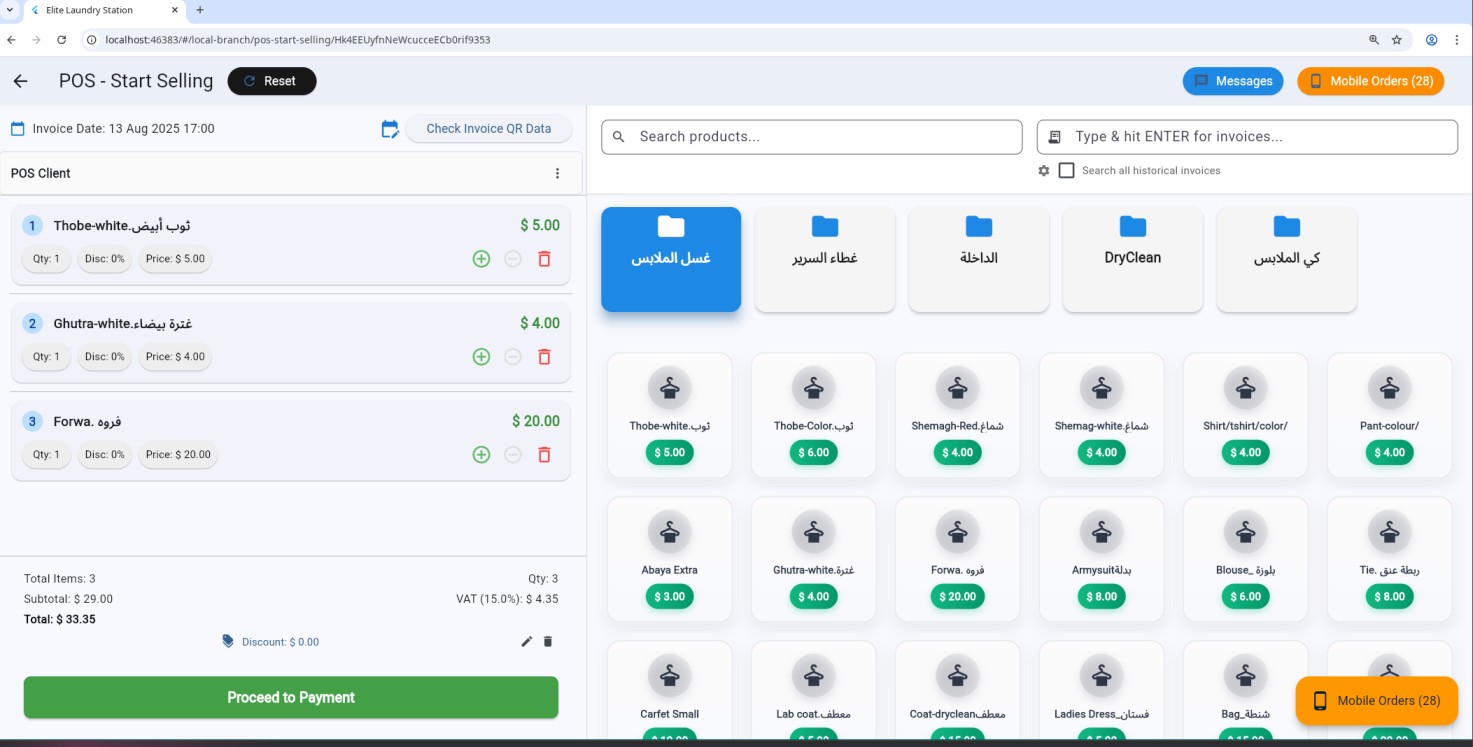 Elite Laundry Station
localhost:46383/#/local-branch/pos-start-selling/Hk4EEUyfnNeWcucceECb0rif9353
POS - Start Selling
Reset
Messages
Mobile Orders (28)
Invoice Date: 13 Aug 2025 17:00
Check Invoice QR Data
POS Client
1 Thobe-white.ثوب أبيض $ 5.00
Qty: 1 Disc: 0% Price: $ 5.00
2 Ghutra-white.غترة بيضاء $ 4.00
Qty: 1 Disc: 0% Price: $ 4.00
3 Forwa. فروه $ 20.00
Qty: 1 Disc: 0% Price: $ 20.00
Total Items: 3 Qty: 3
Subtotal: $ 29.00 VAT (15.0%): $ 4.35
Total: $ 33.35
Discount: $ 0.00
Proceed to Payment
Search products...
Type & hit ENTER for invoices...
Search all historical invoices
غسل الملابس
غطاء السرير
الداخلة
DryClean
كي الملابس
Thobe-white.ثوب
$ 5.00
Thobe-Color.ثوب
$ 6.00
Shemagh-Red.شماغ
$ 4.00
Shemag-white.شماغ
$ 4.00
Shirt/tshirt/color/
$ 4.00
Pant-colour/
$ 4.00
Abaya Extra
$ 3.00
Ghutra-white.غترة
$ 4.00
Forwa. فروه
$ 20.00
Armysuitبدلة
$ 8.00
Blouse_ بلوزة
$ 6.00
Tie. ربطة عنق
$ 8.00
Carfet Small
Lab coat.معطف
Coat-drycleanمعطف
Ladies Dress_فستان
Bag_شنطة
Mobile Orders (28)